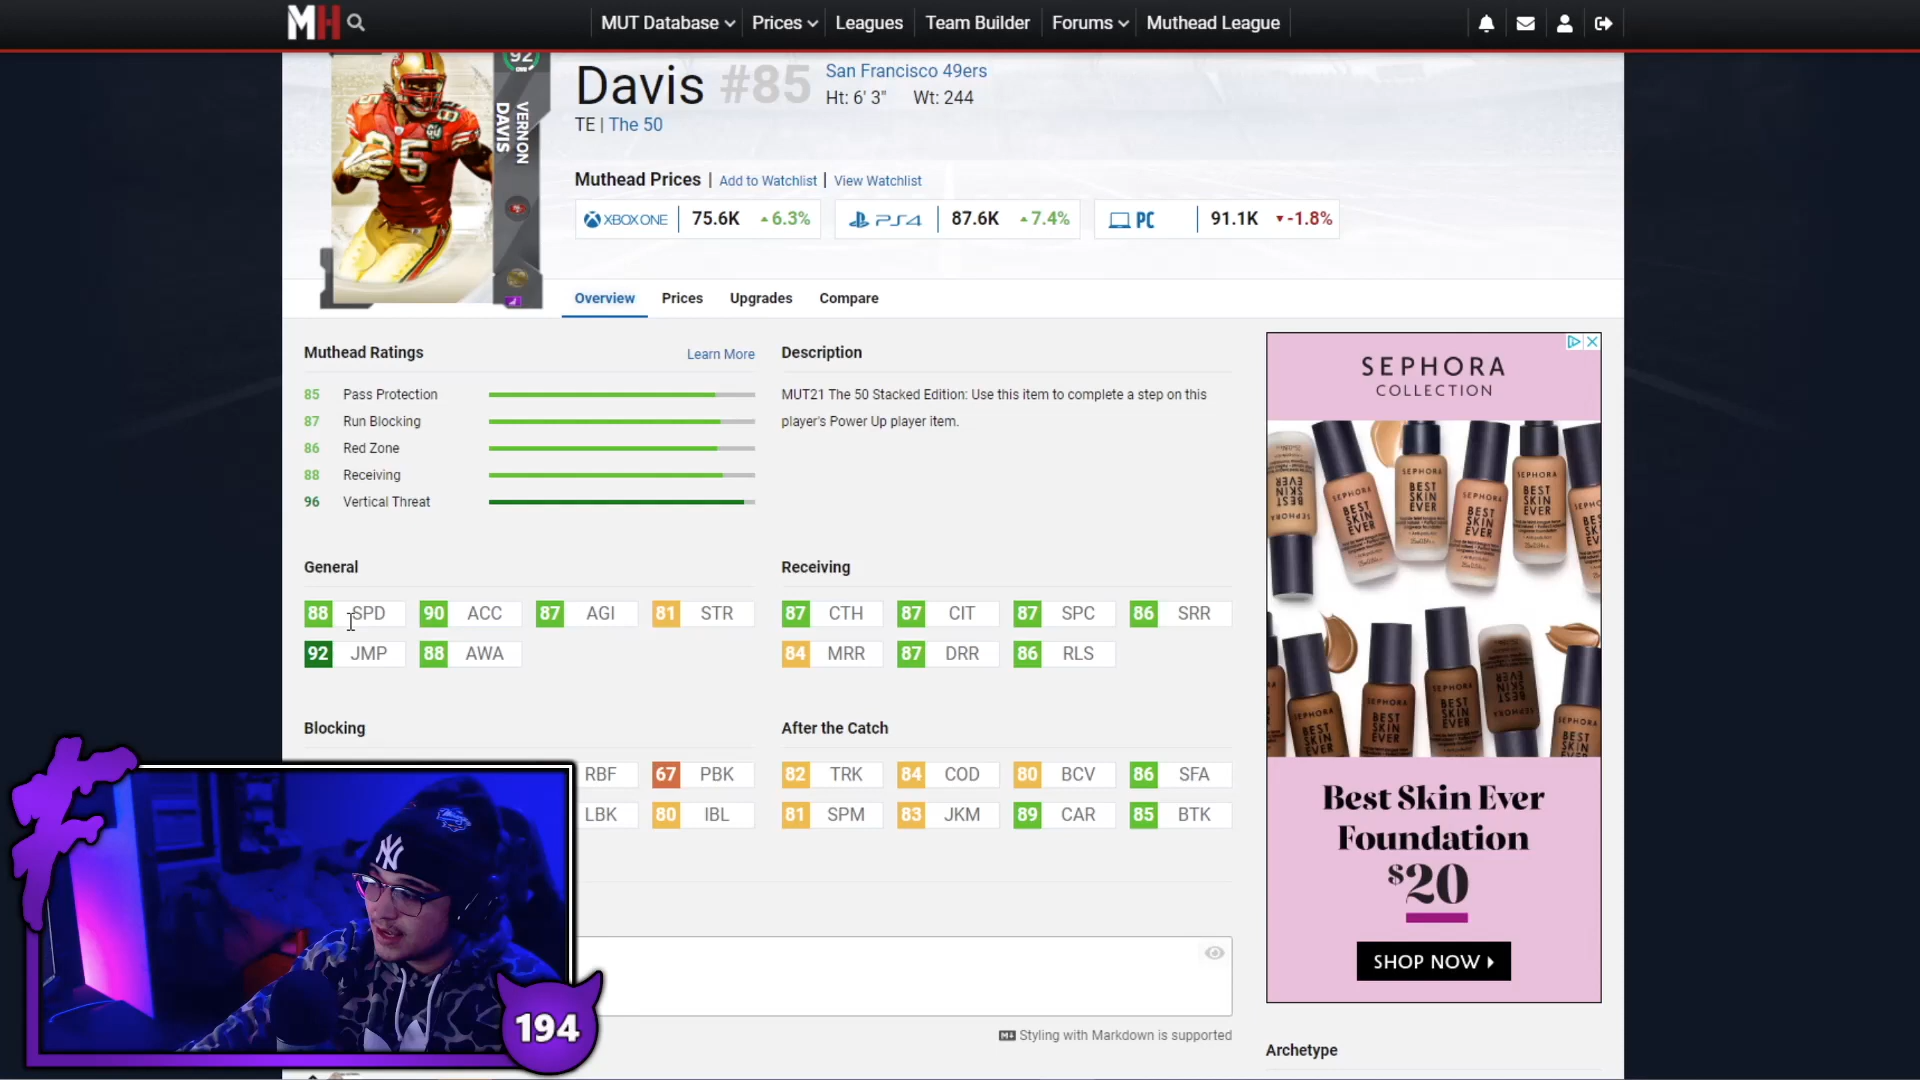 MH
MUT Database
Prices
Leagues
Team Builder
Forums
Muthead League
92
OVR
VERNON
DAVIS
85
Davis #85
San Francisco 49ers
Ht: 6' 3" Wt: 244
TE | The 50
Muthead Prices | Add to Watchlist | View Watchlist
XBOX ONE 75.6K 6.3%
PS4 87.6K 7.4%
PC 91.1K -1.8%
Overview
Prices
Upgrades
Compare
Muthead Ratings
Learn More
85 Pass Protection
87 Run Blocking
86 Red Zone
88 Receiving
96 Vertical Threat
Description
MUT21 The 50 Stacked Edition: Use this item to complete a step on this
player's Power Up player item.
General
88 SPD 90 ACC 87 AGI 81 STR
92 JMP 88 AWA
Receiving
87 CTH 87 CIT 87 SPC 86 SRR
84 MRR 87 DRR 86 RLS
Blocking
RBF 67 PBK
LBK 80 IBL
After the Catch
82 TRK 84 COD 80 BCV 86 SFA
81 SPM 83 JKM 89 CAR 85 BTK
Styling with Markdown is supported
NY
194
SEPHORA
COLLECTION
SEPHORA
BEST
SKIN
EVER
Best Skin Ever
Foundation
$20
SHOP NOW
Archetype